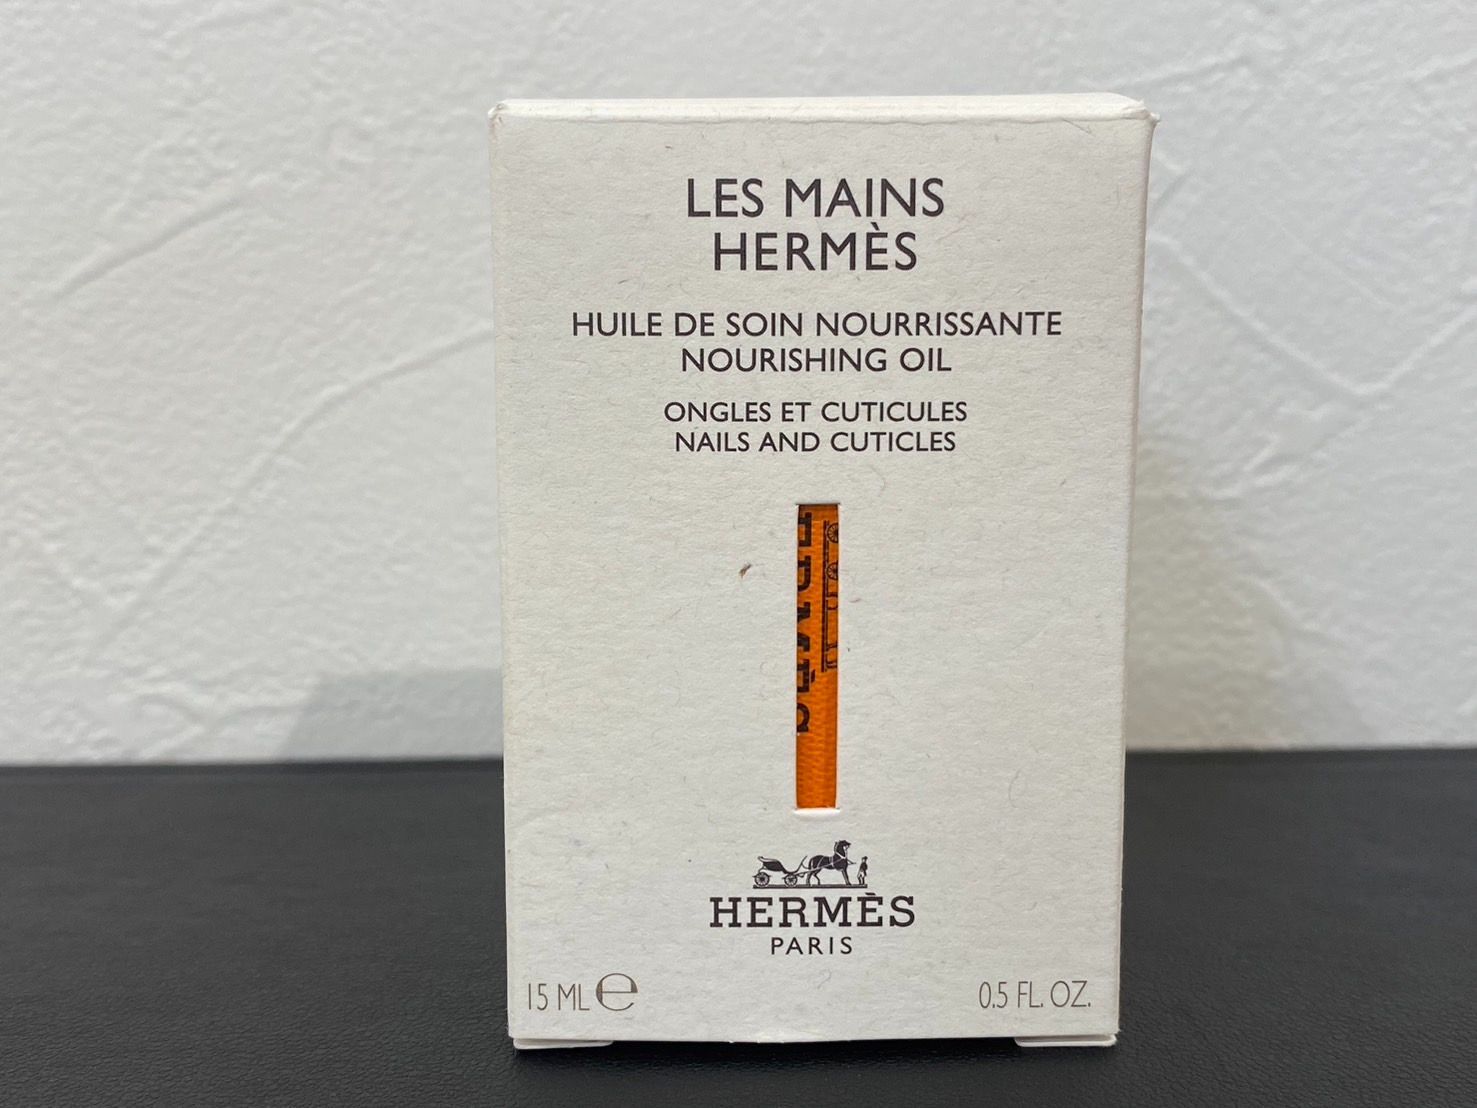 LES MAINS
HERMÈS
HUILE DE SOIN NOURRISSANTE
NOURISHING OIL
ONGLES ET CUTICULES
NAILS AND CUTICLES
HERMÈS
HERMÈS
PARIS
15 ML ℮
0.5 FL. OZ.